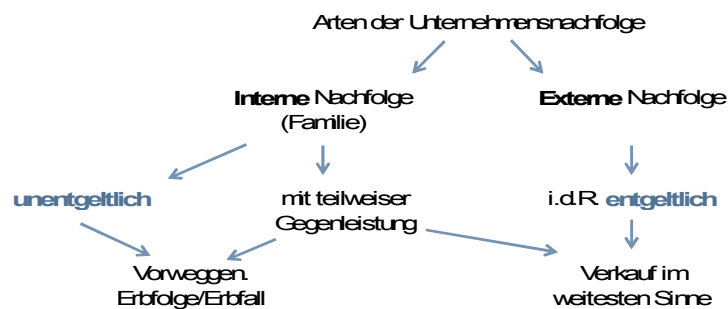 Arten der Unternehmensnachfolge
Interne Nachfolge
(Familie)
Externe Nachfolge
unentgeltlich
mit teilweiser
Gegenleistung
i.d.R. entgeltlich
Vorweggen.
Erbfolge/Erbfall
Verkauf im
weitesten Sinne